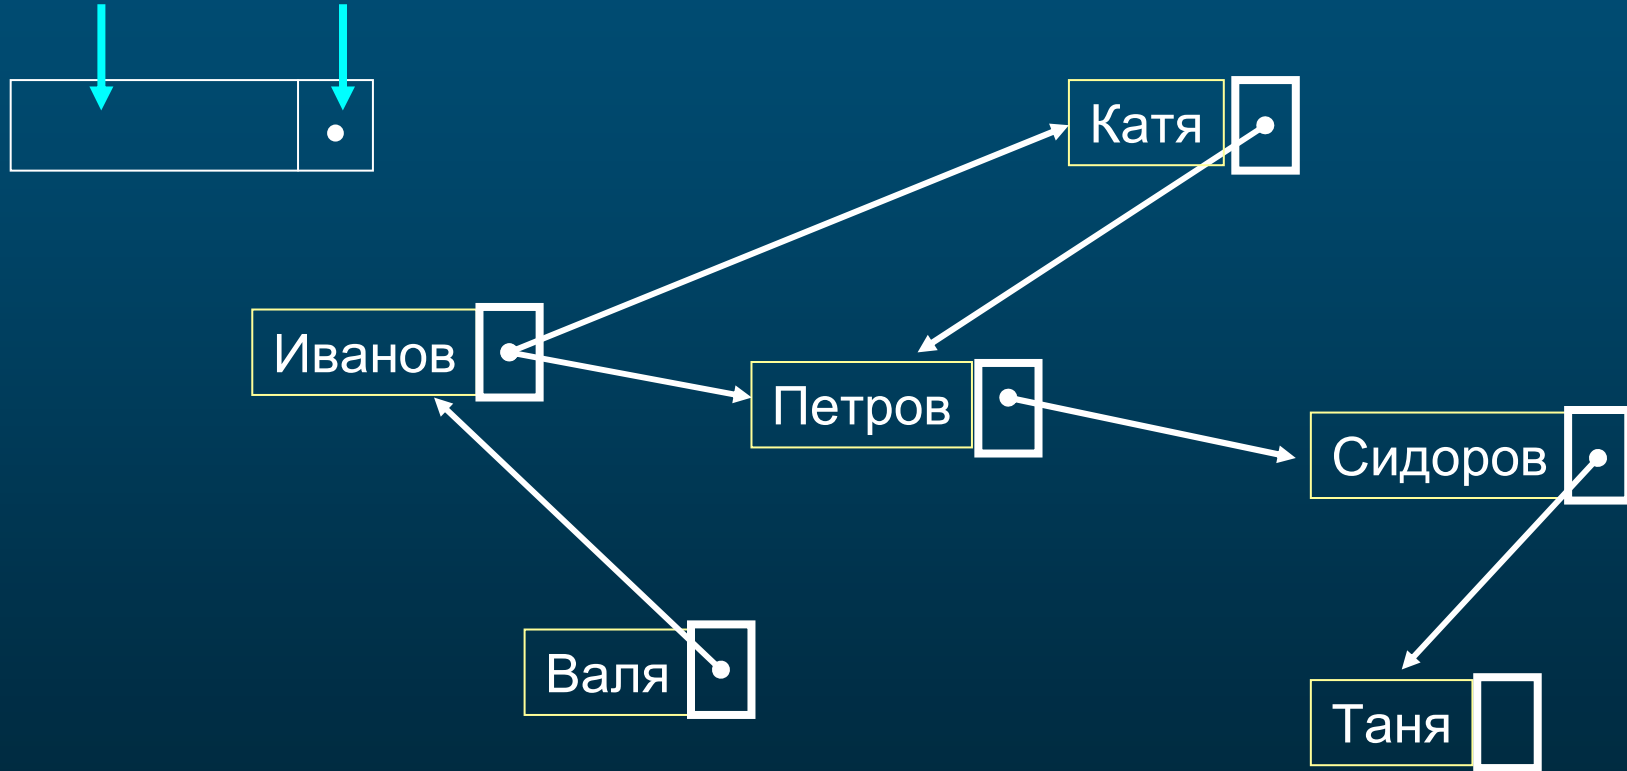 Катя
Иванов
Петров
Сидоров
Валя
Таня